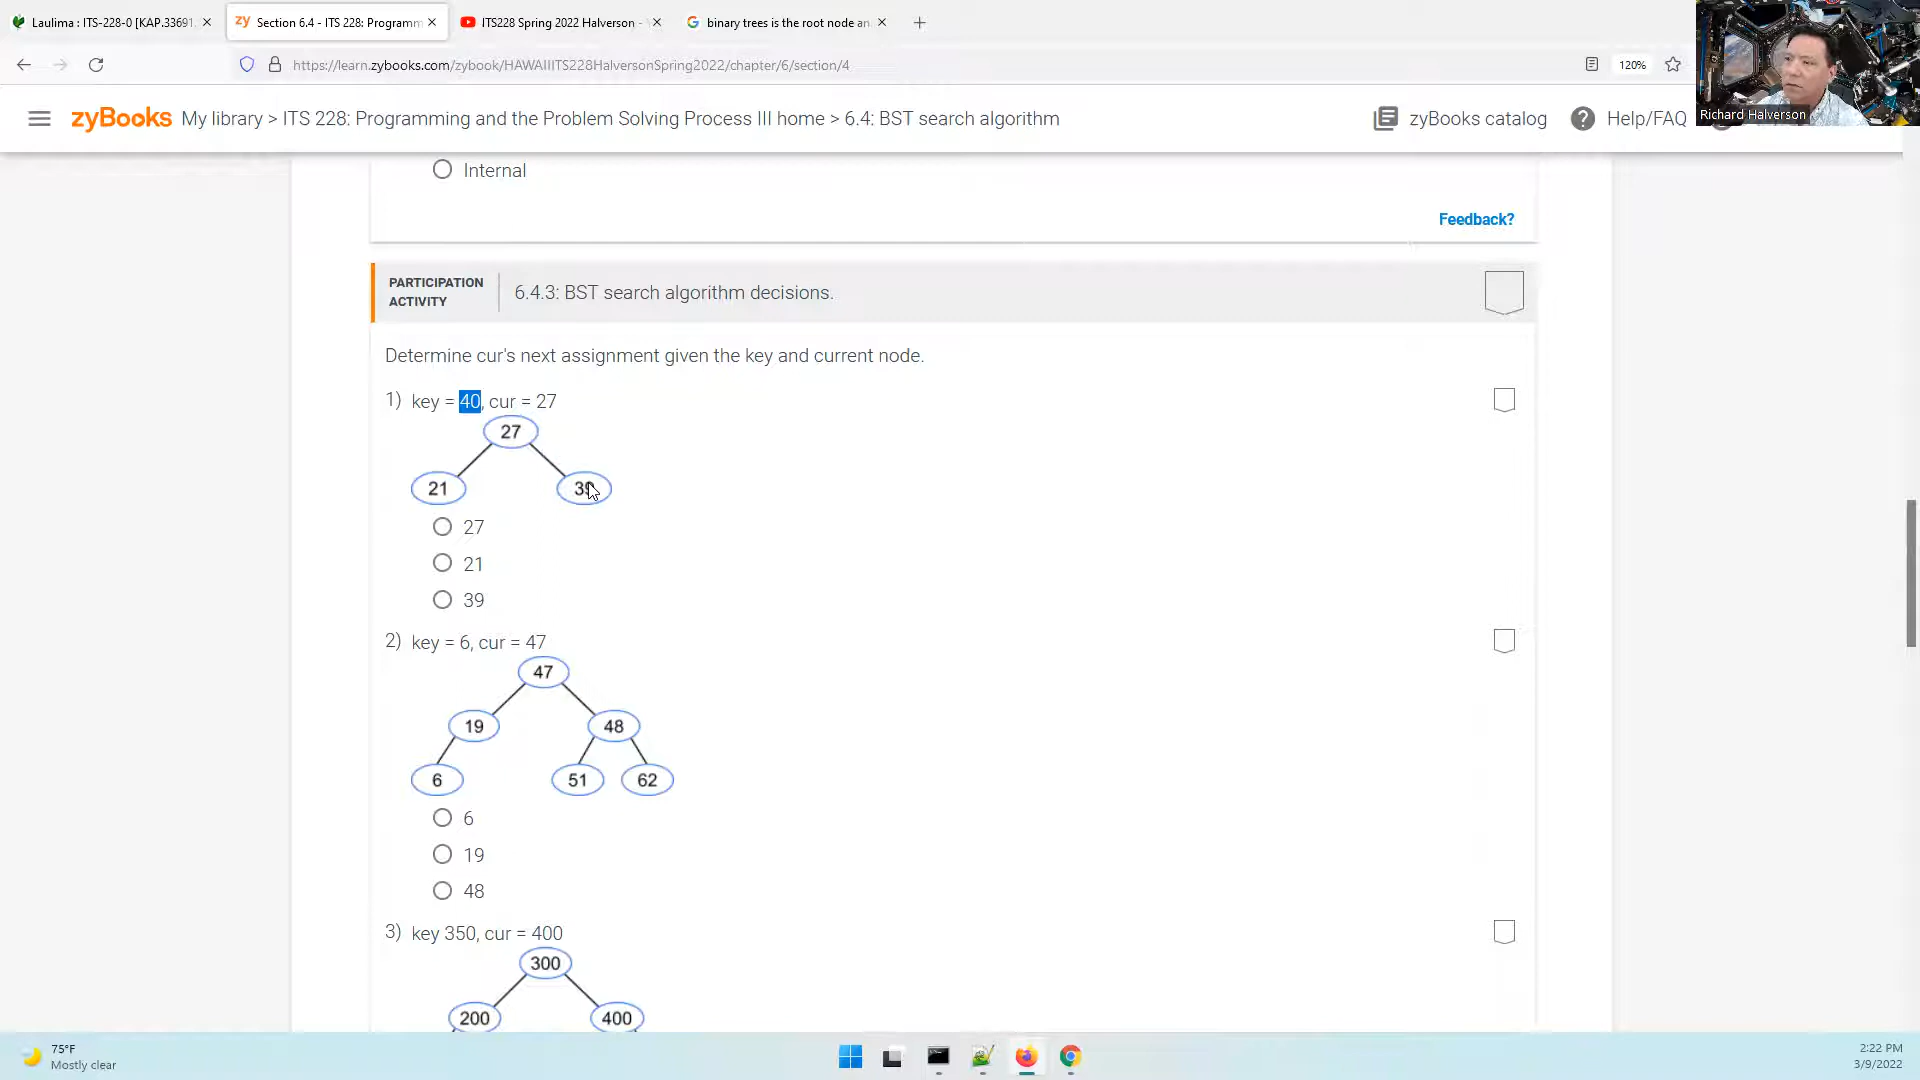 Laulima : ITS-228-0 [KAP.33691
Section 6.4 - ITS 228: Programm
ITS228 Spring 2022 Halverson -
binary trees is the root node an
https://learn.zybooks.com/zybook/HAWAIIITS228HalversonSpring2022/chapter/6/section/4
120%
Richard Halverson
zyBooks My library > ITS 228: Programming and the Problem Solving Process III home > 6.4: BST search algorithm
zyBooks catalog
Help/FAQ
Internal
Feedback?
PARTICIPATION
ACTIVITY
6.4.3: BST search algorithm decisions.
Determine cur's next assignment given the key and current node.
1) key = 40, cur = 27
27
21
39
27
21
39
2) key = 6, cur = 47
47
19
48
6
51
62
6
19
48
3) key 350, cur = 400
300
200
400
75°F
Mostly clear
2:22 PM
3/9/2022